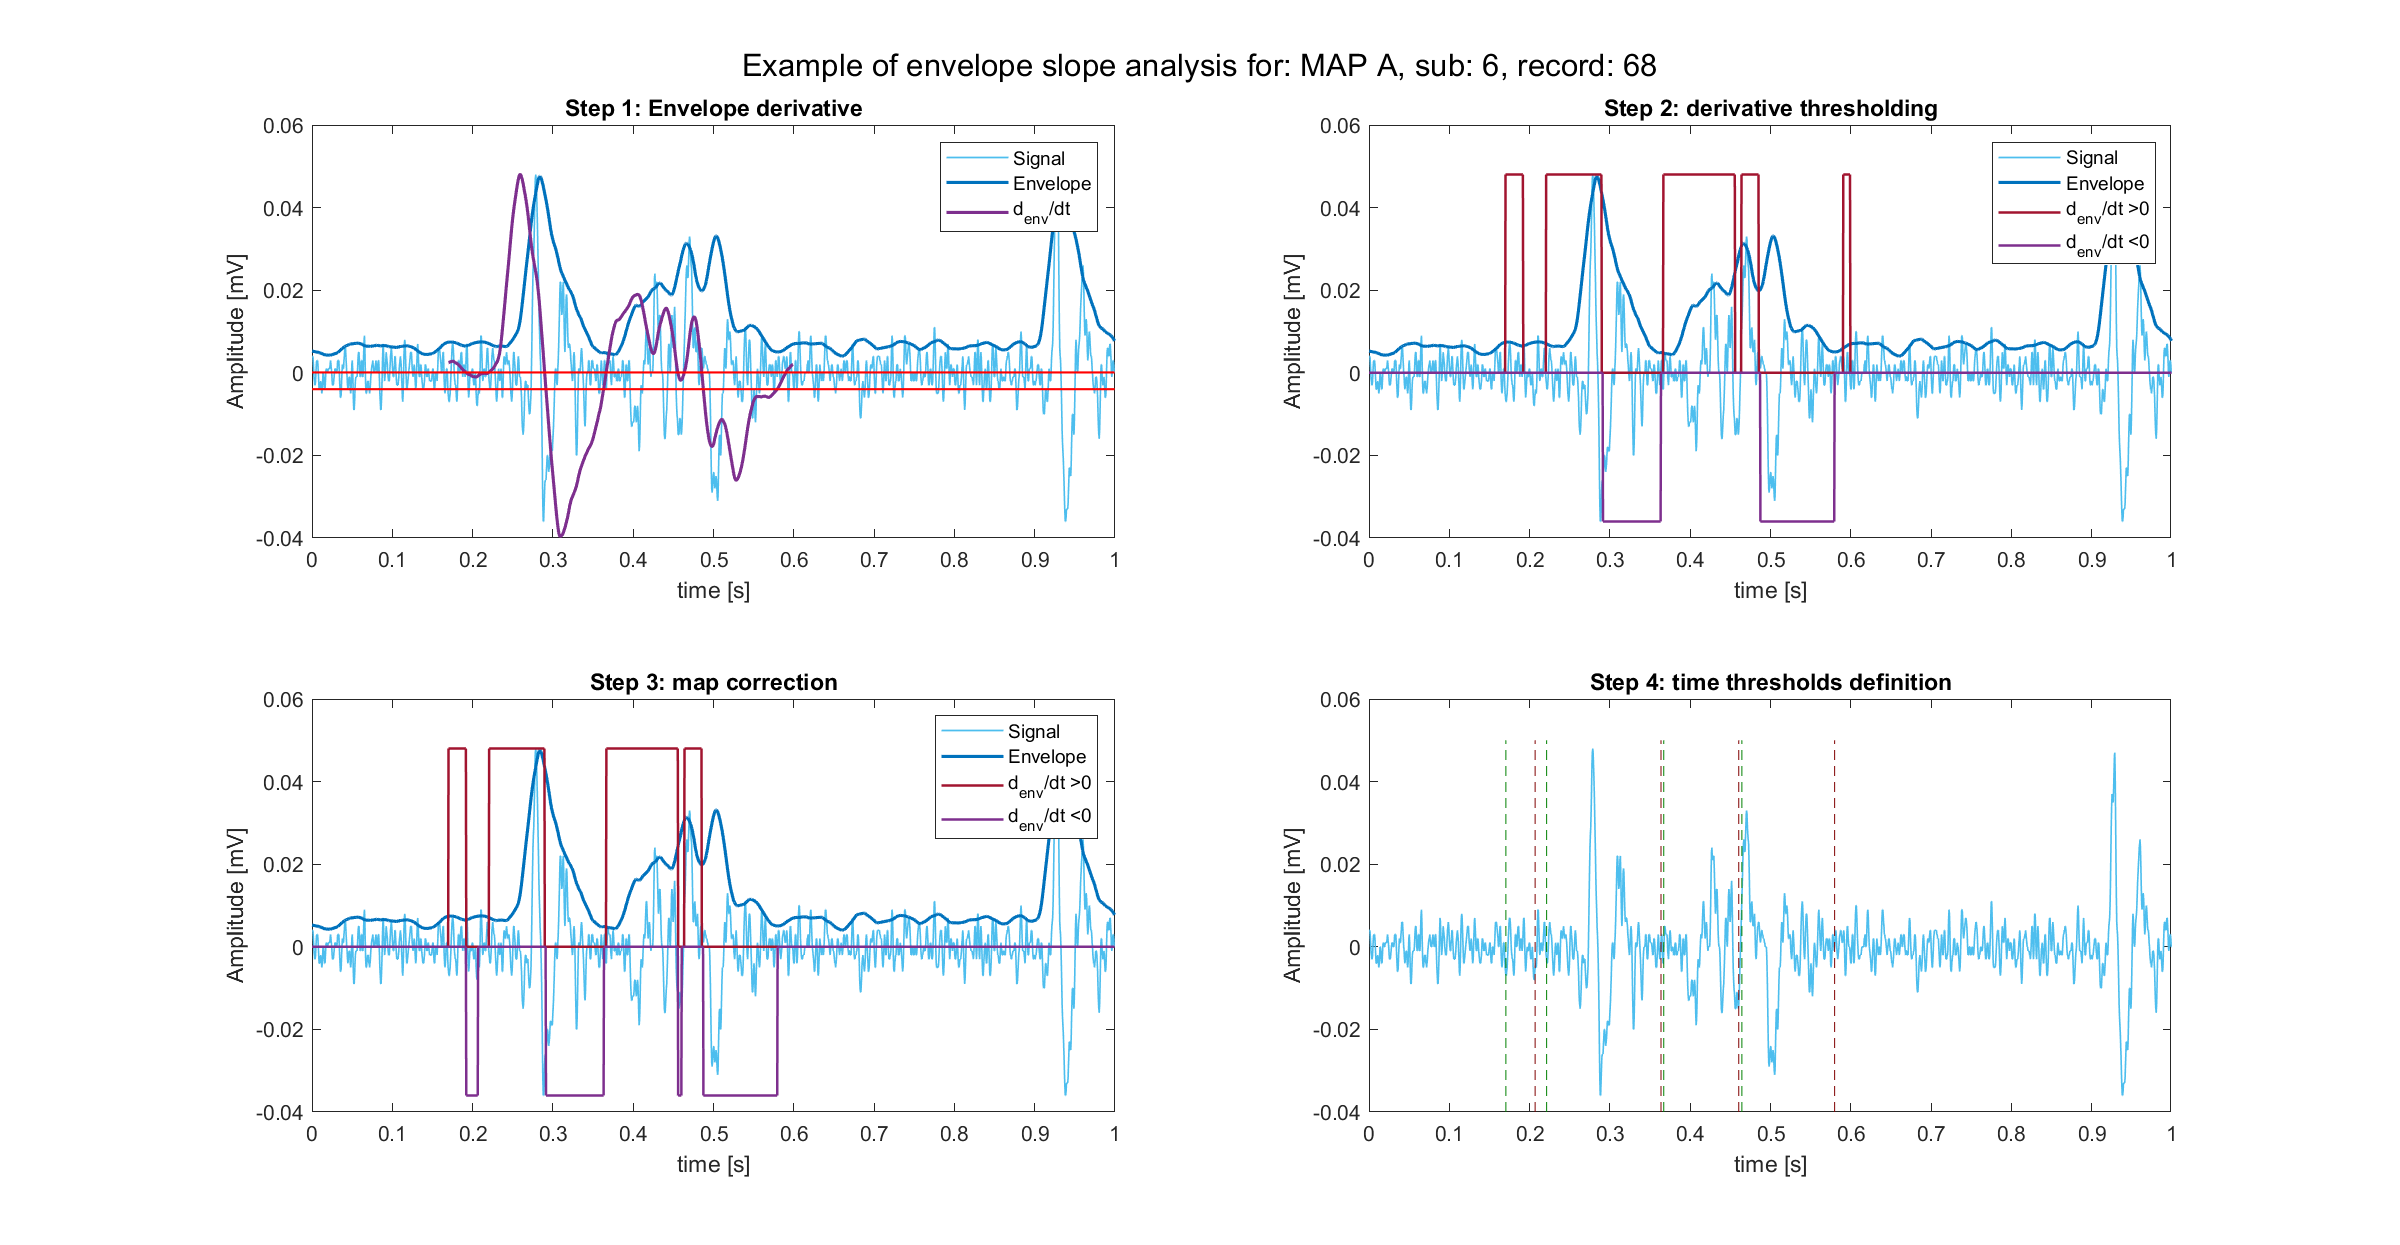 Example of envelope slope analysis for: MAP A, sub: 6, record: 68
Step 1: Envelope derivative
0.06
0.04
0.02
0
-0.02
-0.04
Amplitude [mV]
0 0.1 0.2 0.3 0.4 0.5 0.6 0.7 0.8 0.9 1
time [s]
Signal
Envelope
d_env/dt
Step 2: derivative thresholding
0.06
0.04
0.02
0
-0.02
-0.04
Amplitude [mV]
0 0.1 0.2 0.3 0.4 0.5 0.6 0.7 0.8 0.9 1
time [s]
Signal
Envelope
d_env/dt >0
d_env/dt <0
Step 3: map correction
0.06
0.04
0.02
0
-0.02
-0.04
Amplitude [mV]
0 0.1 0.2 0.3 0.4 0.5 0.6 0.7 0.8 0.9 1
time [s]
Signal
Envelope
d_env/dt >0
d_env/dt <0
Step 4: time thresholds definition
0.06
0.04
0.02
0
-0.02
-0.04
Amplitude [mV]
0 0.1 0.2 0.3 0.4 0.5 0.6 0.7 0.8 0.9 1
time [s]